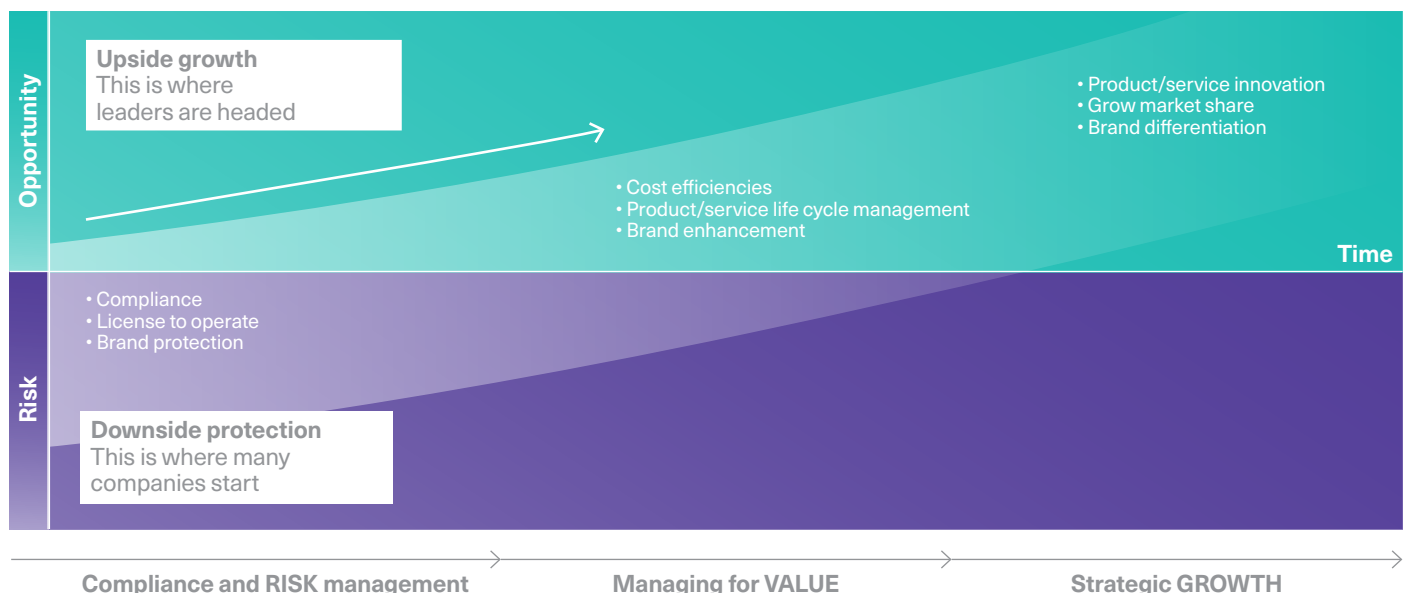 Opportunity
Upside growth
This is where
leaders are headed
• Product/service innovation
• Grow market share
• Brand differentiation
• Cost efficiencies
• Product/service life cycle management
• Brand enhancement
Time
Risk
• Compliance
• License to operate
• Brand protection
Downside protection
This is where many
companies start
Compliance and RISK management
Managing for VALUE
Strategic GROWTH